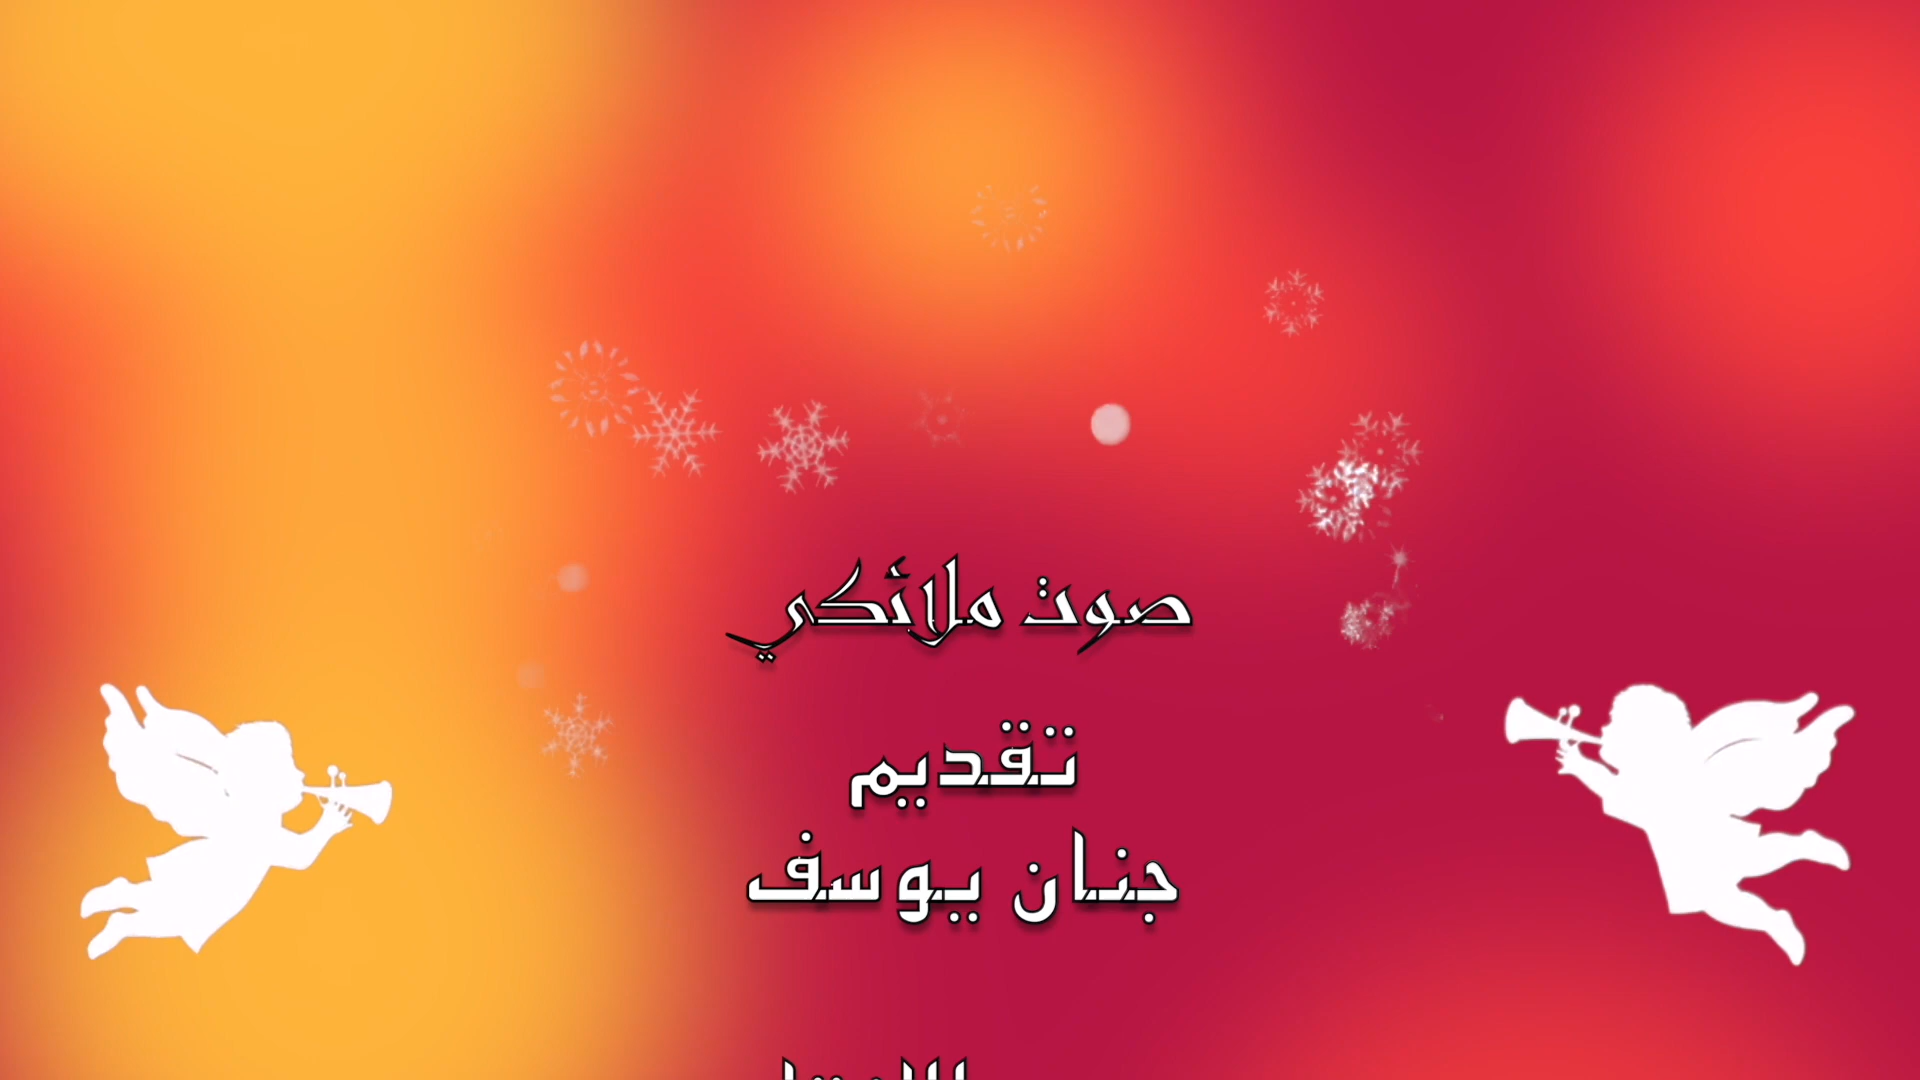 صوت ملائكي
تقديم
جنان يوسف